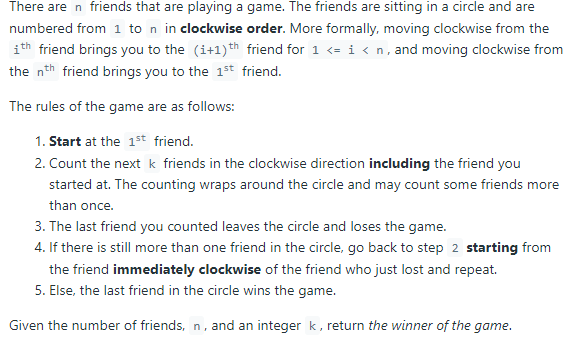 There are n friends that are playing a game. The friends are sitting in a circle and are
numbered from 1 to n in clockwise order. More formally, moving clockwise from the
ith friend brings you to the (i+1)th friend for 1 <= i < n, and moving clockwise from
the nth friend brings you to the 1st friend.
The rules of the game are as follows:
1. Start at the 1st friend.
2. Count the next k friends in the clockwise direction including the friend you
started at. The counting wraps around the circle and may count some friends more
than once.
3. The last friend you counted leaves the circle and loses the game.
4. If there is still more than one friend in the circle, go back to step 2 starting from
the friend immediately clockwise of the friend who just lost and repeat.
5. Else, the last friend in the circle wins the game.
Given the number of friends, n, and an integer k, return the winner of the game.